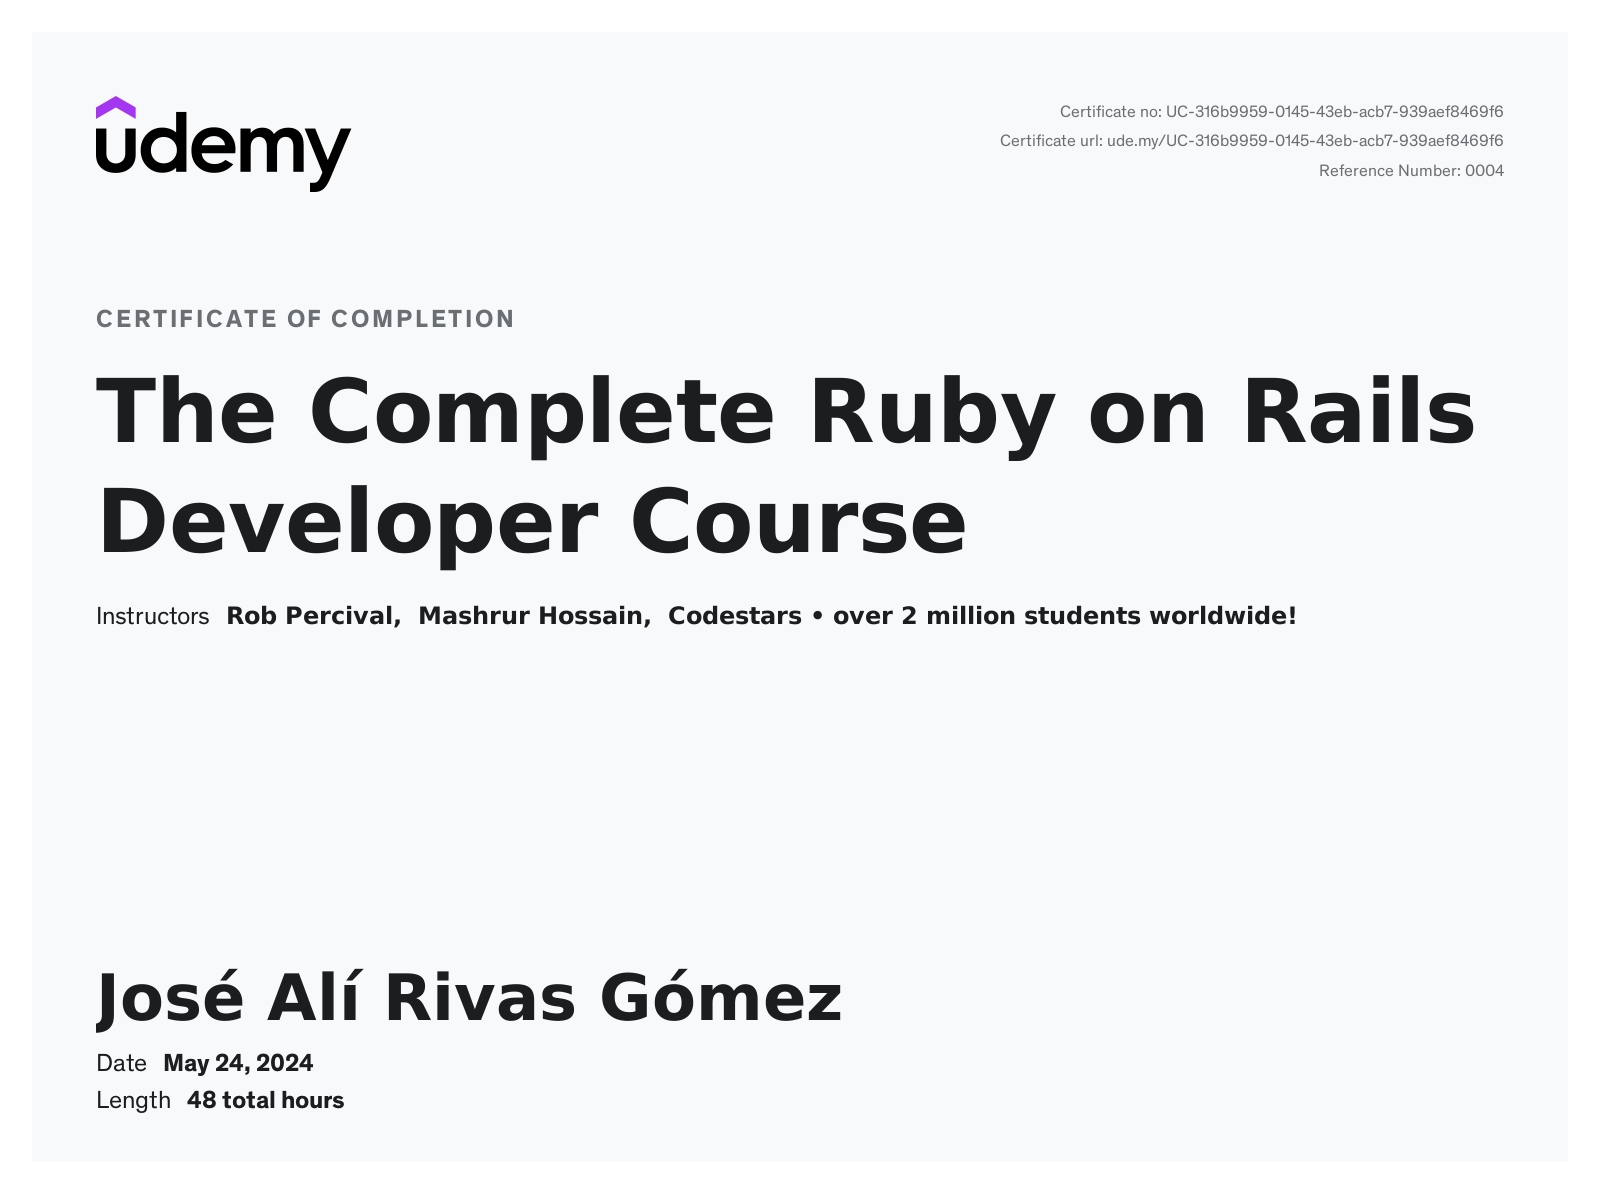 udemy
Certificate no: UC-316b9959-0145-43eb-acb7-939aef8469f6
Certificate url: ude.my/UC-316b9959-0145-43eb-acb7-939aef8469f6
Reference Number: 0004
CERTIFICATE OF COMPLETION
The Complete Ruby on Rails
Developer Course
Instructors Rob Percival, Mashrur Hossain, Codestars • over 2 million students worldwide!
José Alí Rivas Gómez
Date May 24, 2024
Length 48 total hours